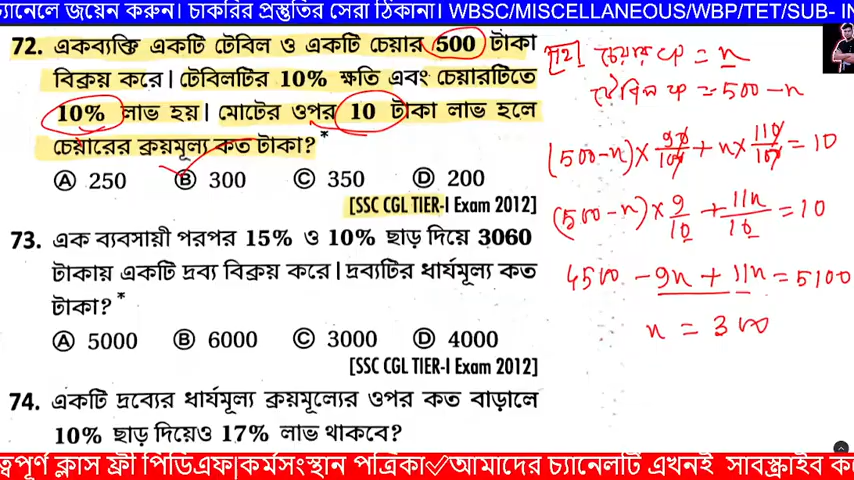 ্যানেলে জয়েন করুন। চাকরির প্রস্তুতির সেরা ঠিকানা। WBSC/MISCELLANEOUS/WBP/TET/SUB- IN
72. একব্যক্তি একটি টেবিল ও একটি চেয়ার 500 টাকা
বিক্রয় করে। টেবিলটির 10% ক্ষতি এবং চেয়ারটিতে
10% লাভ হয়। মোটের ওপর 10 টাকা লাভ হলে
চেয়ারের ক্রয়মূল্য কত টাকা?*
Ⓐ 250 Ⓑ 300 Ⓒ 350 Ⓓ 200
[SSC CGL TIER-I Exam 2012]
73. এক ব্যবসায়ী পরপর 15% ও 10% ছাড় দিয়ে 3060
টাকায় একটি দ্রব্য বিক্রয় করে। দ্রব্যটির ধার্যমূল্য কত
টাকা?*
Ⓐ 5000 Ⓑ 6000 Ⓒ 3000 Ⓓ 4000
[SSC CGL TIER-I Exam 2012]
74. একটি দ্রব্যের ধার্যমূল্য ক্রয়মূল্যের ওপর কত বাড়ালে
10% ছাড় দিয়েও 17% লাভ থাকবে?
72] চেয়ার CP = n
টেবিল CP = 500 - n
(500-n) × 90/100 + n × 110/100 = 10
(500-n) × 9/10 + 11n/10 = 10
4500 - 9n + 11n = 5100
n = 300
ত্বপূর্ণ ক্লাস ফ্রী পিডিএফ|কর্মসংস্থান পত্রিকা✓আমাদের চ্যানেলটি এখনই সাবস্ক্রাইব ক